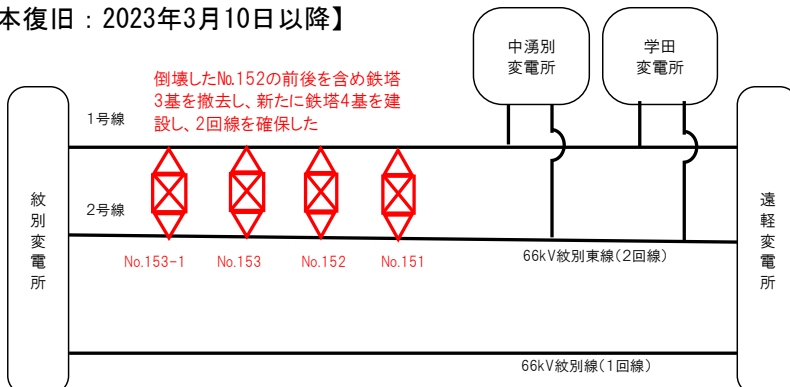 本復旧：2023年3月10日以降】
中湧別
変電所
学田
変電所
倒壊したNo.152の前後を含め鉄塔
3基を撤去し、新たに鉄塔4基を建
設し、2回線を確保した
1号線
紋別変電所
2号線
遠軽変電所
No.153-1
No.153
No.152
No.151
66kV紋別東線(2回線)
66kV紋別線(1回線)